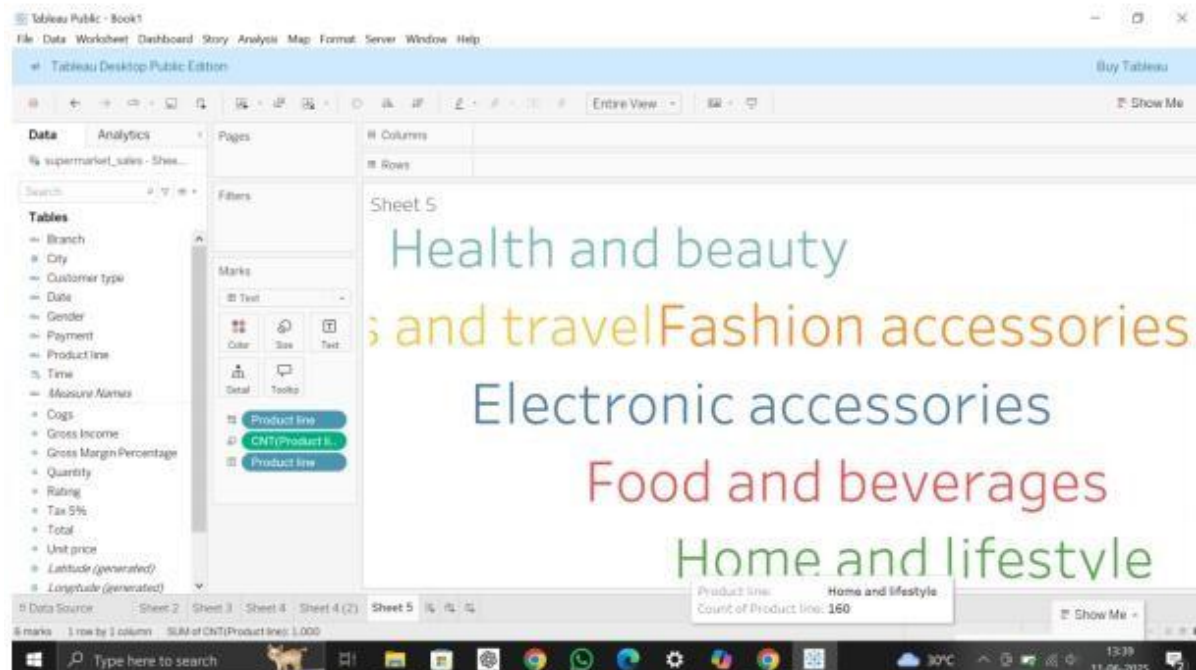 Tableau Public - Book1
File Data Worksheet Dashboard Story Analysis Map Format Server Window Help
Tableau Desktop Public Edition
Buy Tableau
Entire View
Show Me
Data
Analytics
Pages
Columns
supermarket_sales - Shee...
Rows
Search
Filters
Sheet 5
Tables
Branch
City
Customer type
Date
Gender
Payment
Product line
Time
Measure Names
Cogs
Gross Income
Gross Margin Percentage
Quantity
Rating
Tax 5%
Total
Unit price
Latitude (generated)
Longitude (generated)
Marks
Text
Color
Size
Text
Detail
Tooltip
Product line
CNT(Product li..
Product line
Health and beauty
s and travel
Fashion accessories
Electronic accessories
Food and beverages
Home and lifestyle
Product line: Home and lifestyle
Count of Product line: 160
Data Source
Sheet 2
Sheet 3
Sheet 4
Sheet 4 (2)
Sheet 5
Show Me
6 marks 1 row by 1 column SUM of CNT(Product line): 1,000
Type here to search
30°C
13:39
11-06-2025